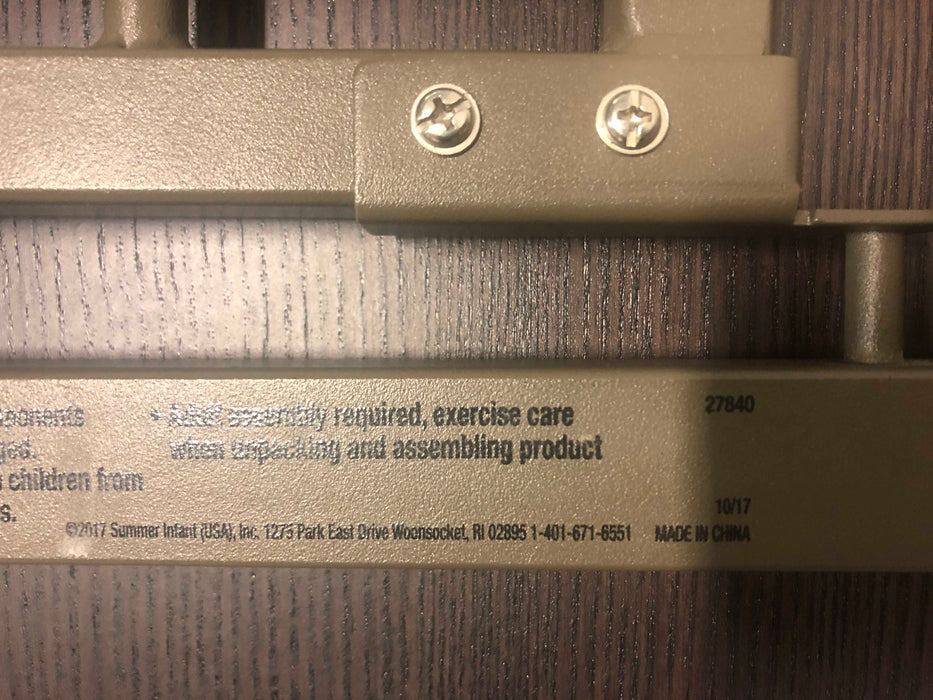 ponents
ged.
children from
s.
• Adult assembly required, exercise care
when unpacking and assembling product
27840
10/17
©2017 Summer Infant (USA), Inc. 1275 Park East Drive Woonsocket, RI 02895 1-401-671-6551
MADE IN CHINA